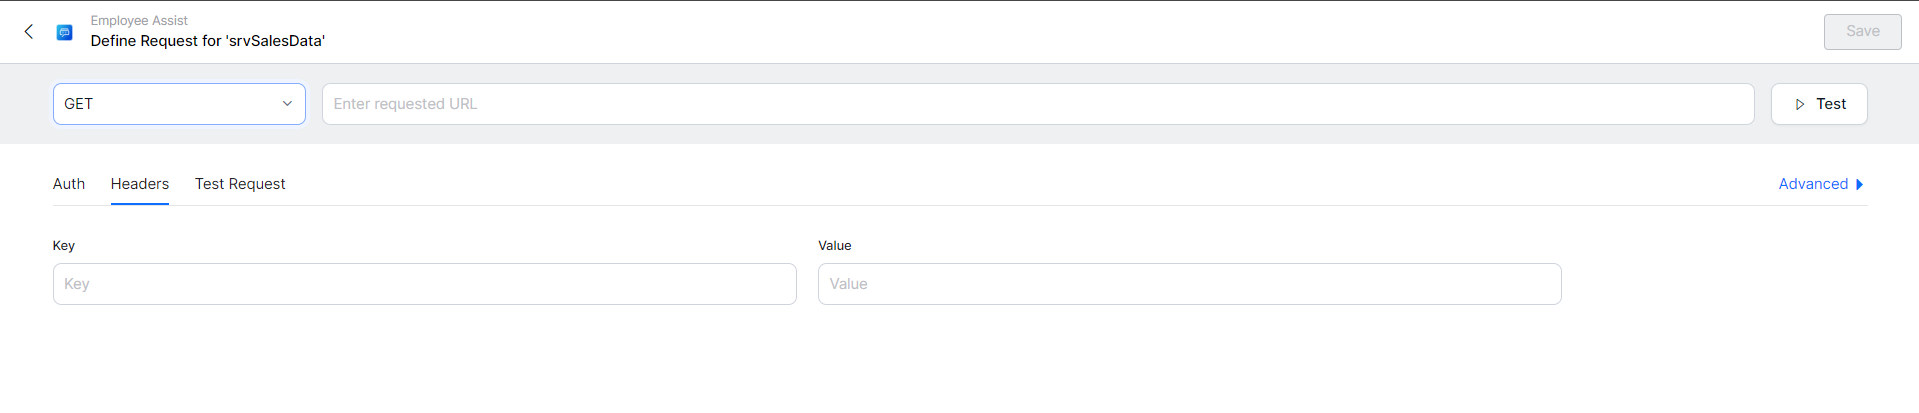 Employee Assist
Define Request for 'srvSalesData'
Save
GET
Enter requested URL
Test
Auth
Headers
Test Request
Advanced
Key
Value
Key
Value